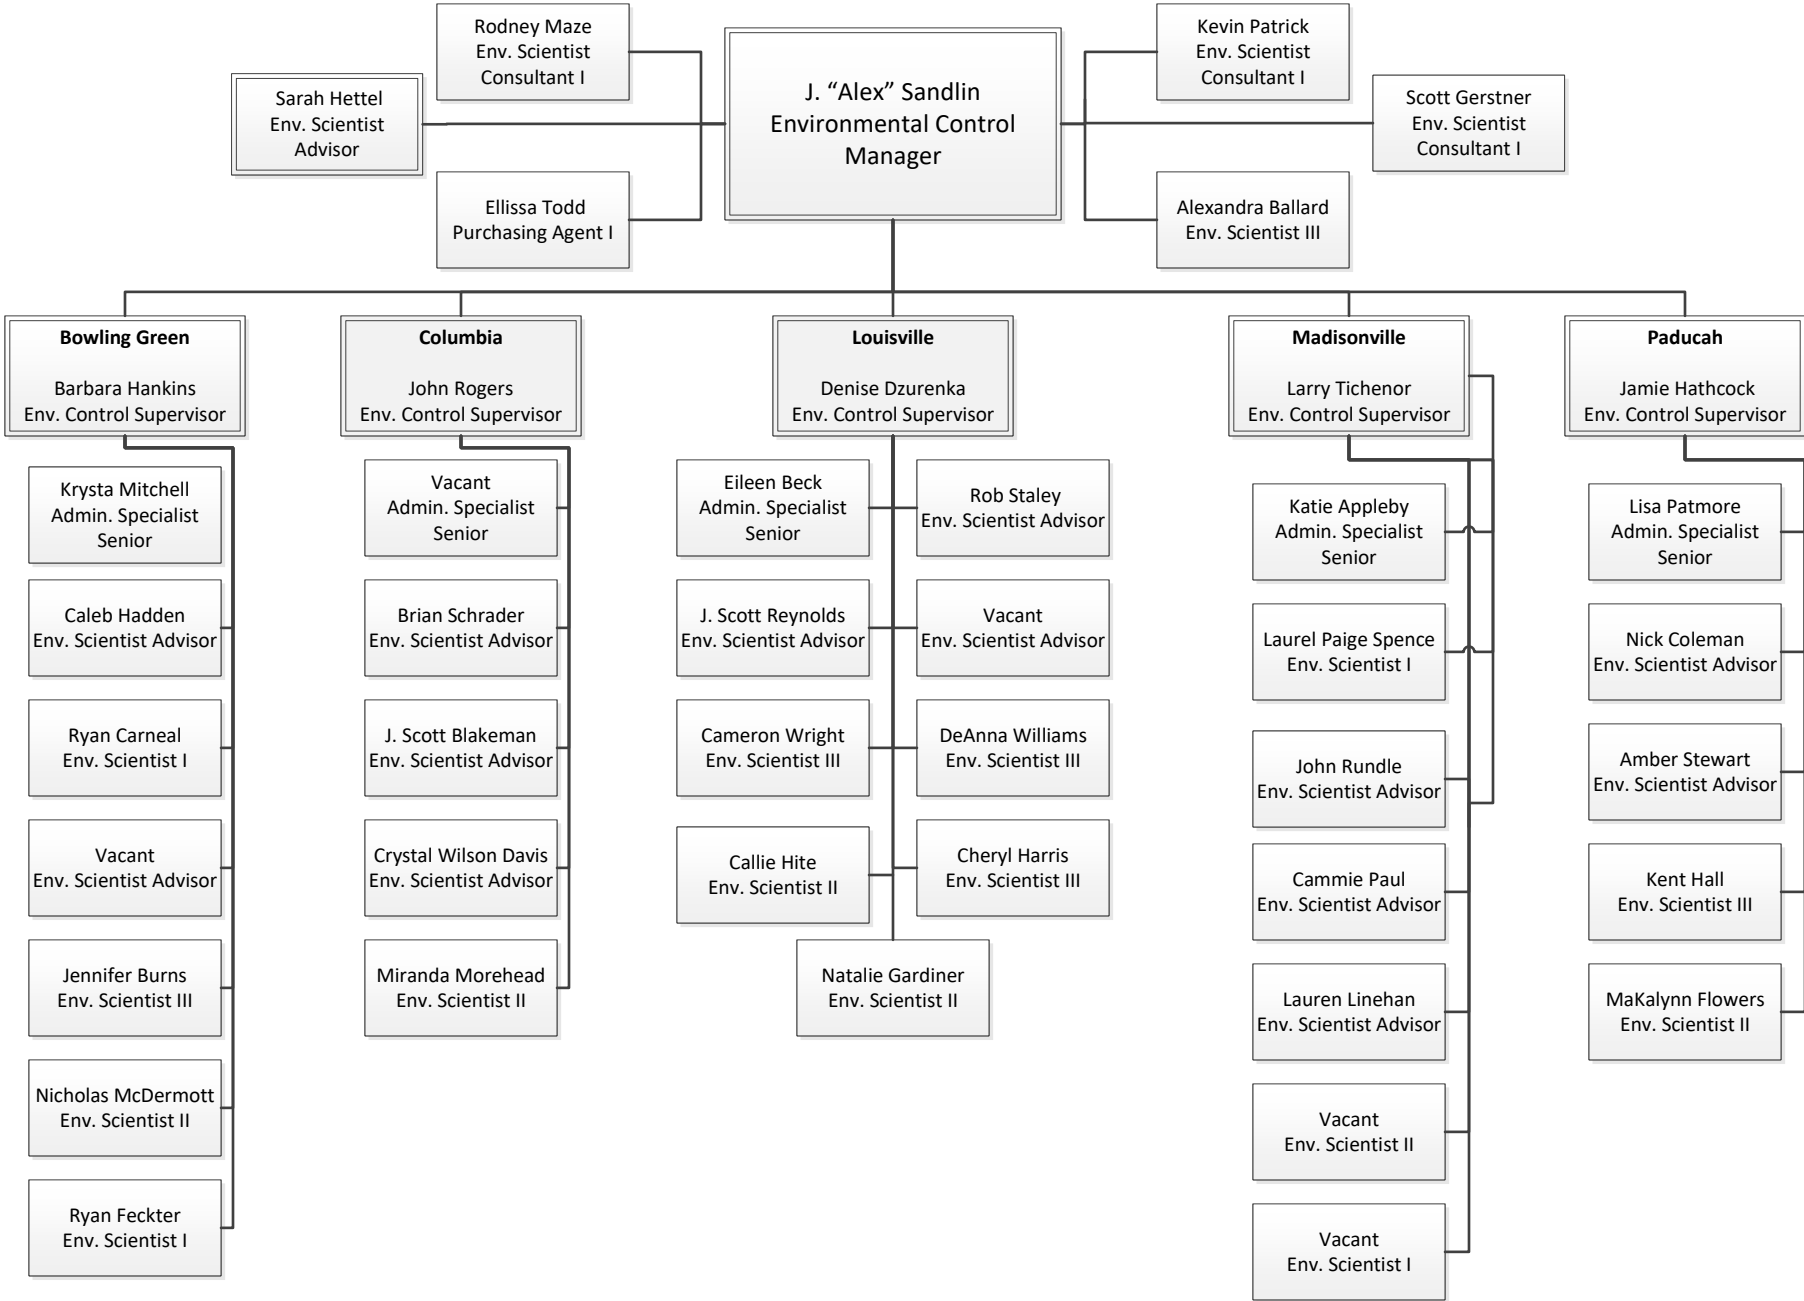 Rodney Maze
Env. Scientist
Consultant I
Sarah Hettel
Env. Scientist
Advisor
Ellissa Todd
Purchasing Agent I
J. “Alex” Sandlin
Environmental Control
Manager
Kevin Patrick
Env. Scientist
Consultant I
Scott Gerstner
Env. Scientist
Consultant I
Alexandra Ballard
Env. Scientist III
Bowling Green
Barbara Hankins
Env. Control Supervisor
Krysta Mitchell
Admin. Specialist
Senior
Caleb Hadden
Env. Scientist Advisor
Ryan Carneal
Env. Scientist I
Vacant
Env. Scientist Advisor
Jennifer Burns
Env. Scientist III
Nicholas McDermott
Env. Scientist II
Ryan Feckter
Env. Scientist I
Columbia
John Rogers
Env. Control Supervisor
Vacant
Admin. Specialist
Senior
Brian Schrader
Env. Scientist Advisor
J. Scott Blakeman
Env. Scientist Advisor
Crystal Wilson Davis
Env. Scientist Advisor
Miranda Morehead
Env. Scientist II
Louisville
Denise Dzurenka
Env. Control Supervisor
Eileen Beck
Admin. Specialist
Senior
Rob Staley
Env. Scientist Advisor
J. Scott Reynolds
Env. Scientist Advisor
Vacant
Env. Scientist Advisor
Cameron Wright
Env. Scientist III
DeAnna Williams
Env. Scientist III
Callie Hite
Env. Scientist II
Cheryl Harris
Env. Scientist III
Natalie Gardiner
Env. Scientist II
Madisonville
Larry Tichenor
Env. Control Supervisor
Katie Appleby
Admin. Specialist
Senior
Laurel Paige Spence
Env. Scientist I
John Rundle
Env. Scientist Advisor
Cammie Paul
Env. Scientist Advisor
Lauren Linehan
Env. Scientist Advisor
Vacant
Env. Scientist II
Vacant
Env. Scientist I
Paducah
Jamie Hathcock
Env. Control Supervisor
Lisa Patmore
Admin. Specialist
Senior
Nick Coleman
Env. Scientist Advisor
Amber Stewart
Env. Scientist Advisor
Kent Hall
Env. Scientist III
MaKalynn Flowers
Env. Scientist II